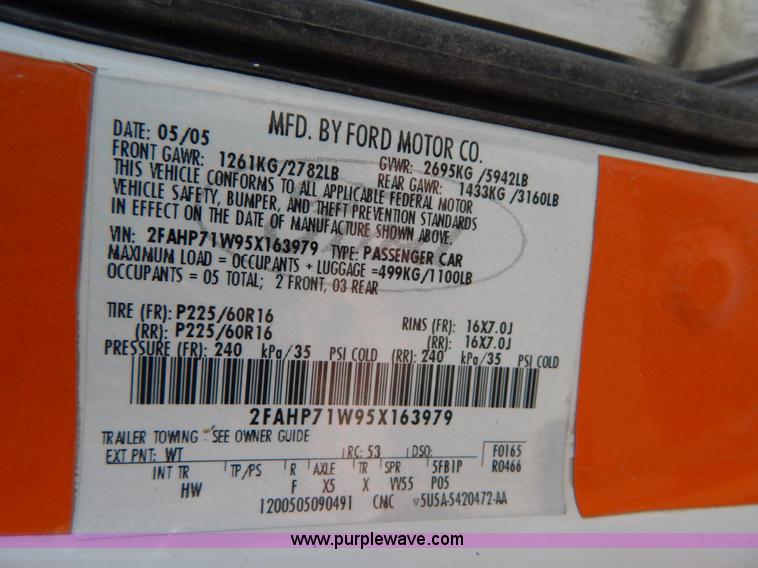 DATE: 05/05 MFD. BY FORD MOTOR CO.
FRONT GAWR: 1261KG/2782LB GVWR: 2695KG /5942LB
REAR GAWR: 1433KG /3160LB
THIS VEHICLE CONFORMS TO ALL APPLICABLE FEDERAL MOTOR
VEHICLE SAFETY, BUMPER, AND THEFT PREVENTION STANDARDS
IN EFFECT ON THE DATE OF MANUFACTURE SHOWN ABOVE.
VIN: 2FAHP71W95X163979 TYPE: PASSENGER CAR
MAXIMUM LOAD = OCCUPANTS + LUGGAGE =499KG/1100LB
OCCUPANTS = 05 TOTAL; 2 FRONT, 03 REAR
TIRE (FR): P225/60R16 RIMS (FR): 16X7.0J
(RR): P225/60R16 (RR): 16X7.0J
PRESSURE (FR): 240 kPa/35 PSI COLD (RR): 240 kPa/35 PSI COLD
2FAHP71W95X163979
TRAILER TOWING - SEE OWNER GUIDE
EXT PNT: WT RC: 53 DSO: F0165
R0466
INT TR TP/PS R AXLE TR SPR 5FB1P
HW F X5 X VV55 P05
1200505090491 CMC 5U5A-5420472-AA
www.purplewave.com